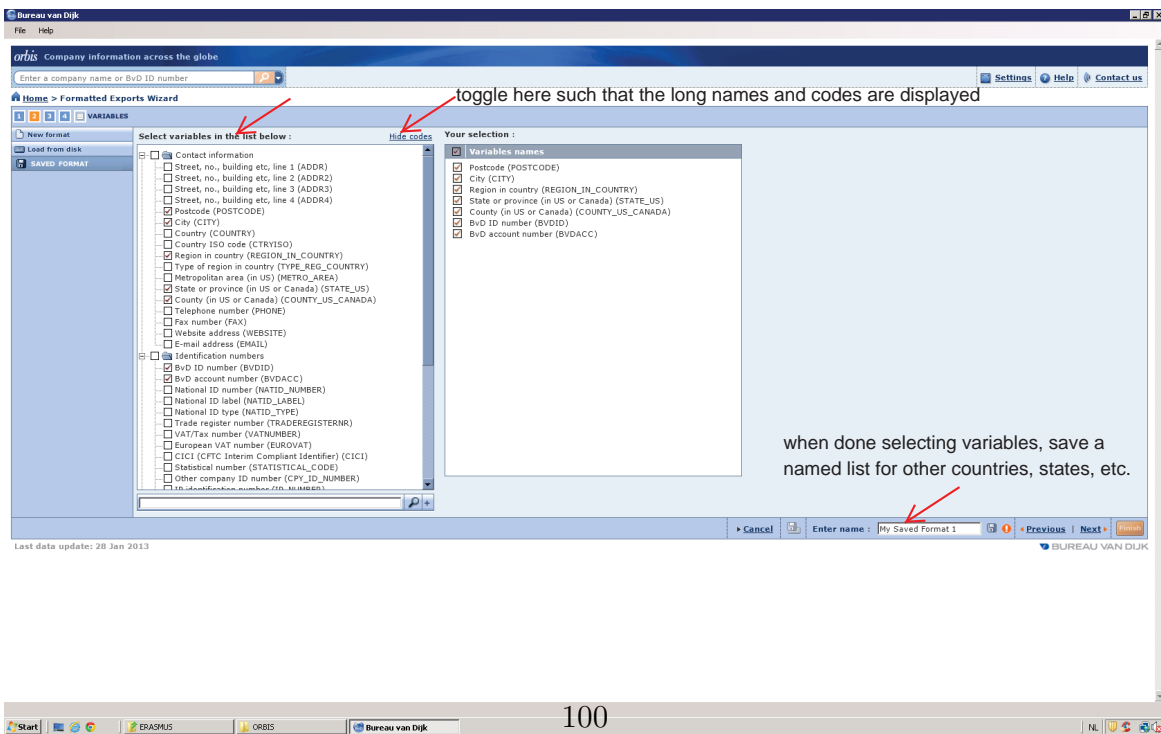 Bureau van Dijk
File Help
orbis Company information across the globe
Enter a company name or BvD ID number
Settings Help Contact us
Home > Formatted Exports Wizard
toggle here such that the long names and codes are displayed
1 2 3 4 VARIABLES
New format
Load from disk
SAVED FORMAT
Select variables in the list below :
Hide codes
Contact information
Street, no., building etc, line 1 (ADDR)
Street, no., building etc, line 2 (ADDR2)
Street, no., building etc, line 3 (ADDR3)
Street, no., building etc, line 4 (ADDR4)
Postcode (POSTCODE)
City (CITY)
Country (COUNTRY)
Country ISO code (CTRYISO)
Region in country (REGION_IN_COUNTRY)
Type of region in country (TYPE_REG_COUNTRY)
Metropolitan area (in US) (METRO_AREA)
State or province (in US or Canada) (STATE_US)
County (in US or Canada) (COUNTY_US_CANADA)
Telephone number (PHONE)
Fax number (FAX)
Website address (WEBSITE)
E-mail address (EMAIL)
Identification numbers
BvD ID number (BVDID)
BvD account number (BVDACC)
National ID number (NATID_NUMBER)
National ID label (NATID_LABEL)
National ID type (NATID_TYPE)
Trade register number (TRADEREGISTERNR)
VAT/Tax number (VATNUMBER)
European VAT number (EUROVAT)
CICI (CFTC Interim Compliant Identifier) (CICI)
Statistical number (STATISTICAL_CODE)
Other company ID number (CPY_ID_NUMBER)
IP identification number (IP_NUMBER)
Your selection :
Variables names
Postcode (POSTCODE)
City (CITY)
Region in country (REGION_IN_COUNTRY)
State or province (in US or Canada) (STATE_US)
County (in US or Canada) (COUNTY_US_CANADA)
BvD ID number (BVDID)
BvD account number (BVDACC)
when done selecting variables, save a
named list for other countries, states, etc.
Cancel Enter name : My Saved Format 1 Previous | Next Finish
Last data update: 28 Jan 2013
BUREAU VAN DIJK
100
Start ERASMUS ORBIS Bureau van Dijk NL